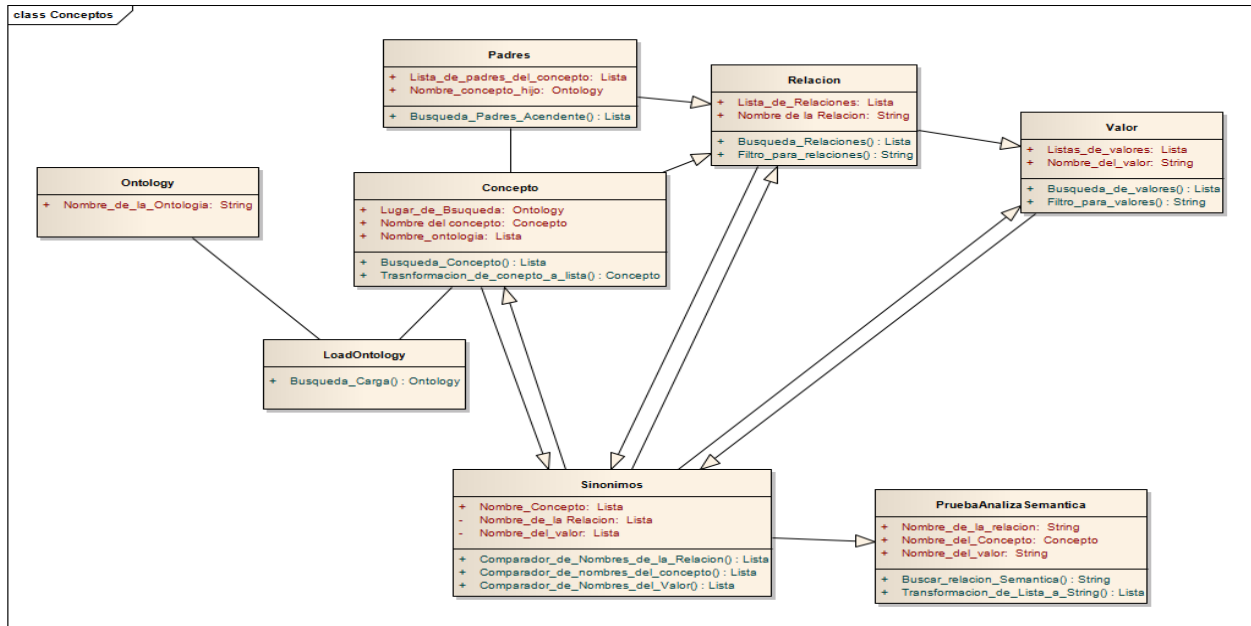 class Conceptos
Padres
+ Lista_de_padres_del_concepto: Lista
+ Nombre_concepto_hijo: Ontology
+ Busqueda_Padres_Acendente() : Lista
Relacion
+ Lista_de_Relaciones: Lista
+ Nombre de la Relacion: String
+ Busqueda_Relaciones() : Lista
+ Filtro_para_relaciones() : String
Valor
+ Listas_de_valores: Lista
+ Nombre_del_valor: String
+ Busqueda_de_valores() : Lista
+ Filtro_para_valores() : String
Ontology
+ Nombre_de_la_Ontologia: String
Concepto
+ Lugar_de_Bsuqueda: Ontology
+ Nombre del concepto: Concepto
+ Nombre_ontologia: Lista
+ Busqueda_Concepto() : Lista
+ Trasnformacion_de_conepto_a_lista() : Concepto
LoadOntology
+ Busqueda_Carga() : Ontology
Sinonimos
+ Nombre_Concepto: Lista
- Nombre_de_la Relacion: Lista
- Nombre_del_valor: Lista
+ Comparador_de_Nombres_de_la_Relacion() : Lista
+ Comparador_de_nombres_del_concepto() : Lista
+ Comparador_de_Nombres_del_Valor() : Lista
PruebaAnalizaSemantica
+ Nombre_de_la_relacion: String
+ Nombre_del_Concepto: Concepto
+ Nombre_del_valor: String
+ Buscar_relacion_Semantica() : String
+ Transformacion_de_Lista_a_String() : Lista